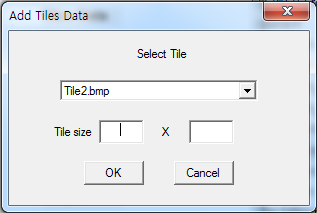 Add Tiles Data
Select Tile
Tile2.bmp
Tile size X
OK Cancel